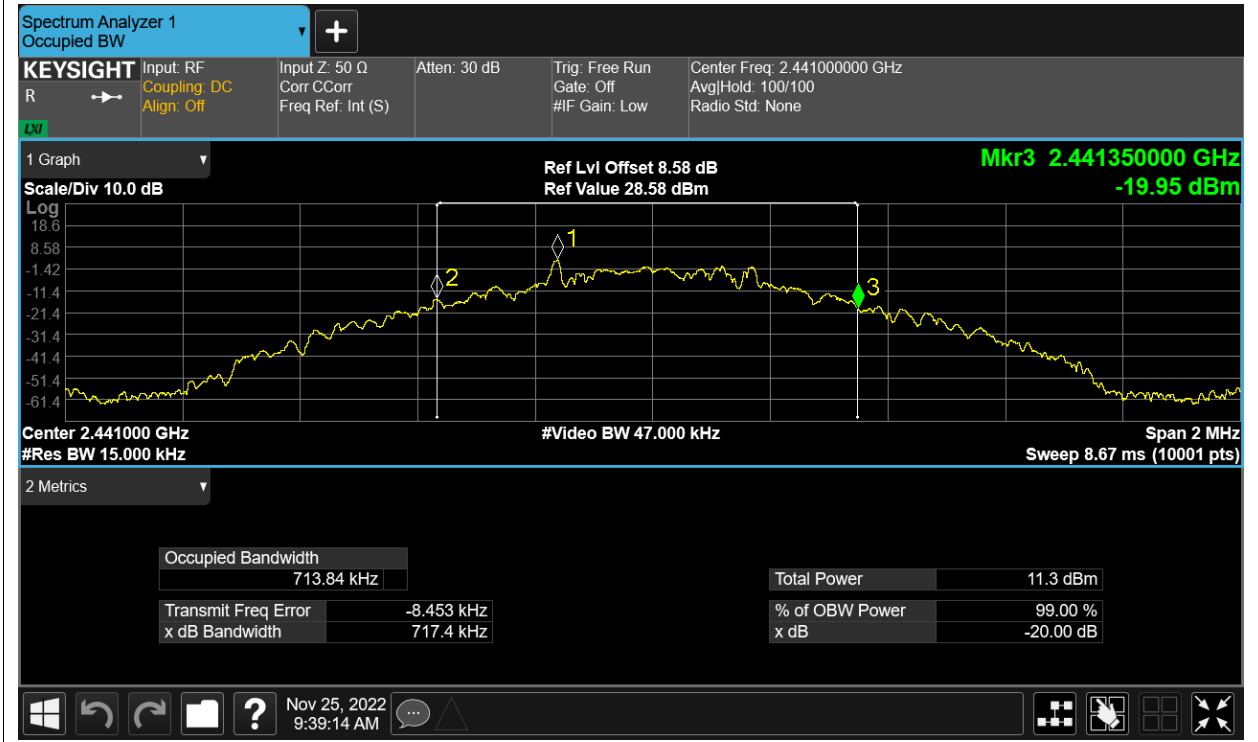 Spectrum Analyzer 1
Occupied BW
KEYSIGHT
R
LXI
Input: RF
Coupling: DC
Align: Off
Input Z: 50 Ω
Corr CCorr
Freq Ref: Int (S)
Atten: 30 dB
Trig: Free Run
Gate: Off
#IF Gain: Low
Center Freq: 2.441000000 GHz
Avg|Hold: 100/100
Radio Std: None
1 Graph
Scale/Div 10.0 dB
Ref Lvl Offset 8.58 dB
Ref Value 28.58 dBm
Mkr3 2.441350000 GHz
-19.95 dBm
Log
18.6
8.58
-1.42
-11.4
-21.4
-31.4
-41.4
-51.4
-61.4
1
2
3
Center 2.441000 GHz
#Video BW 47.000 kHz
Span 2 MHz
#Res BW 15.000 kHz
Sweep 8.67 ms (10001 pts)
2 Metrics
Occupied Bandwidth
713.84 kHz
Transmit Freq Error -8.453 kHz
x dB Bandwidth 717.4 kHz
Total Power 11.3 dBm
% of OBW Power 99.00 %
x dB -20.00 dB
Nov 25, 2022
9:39:14 AM